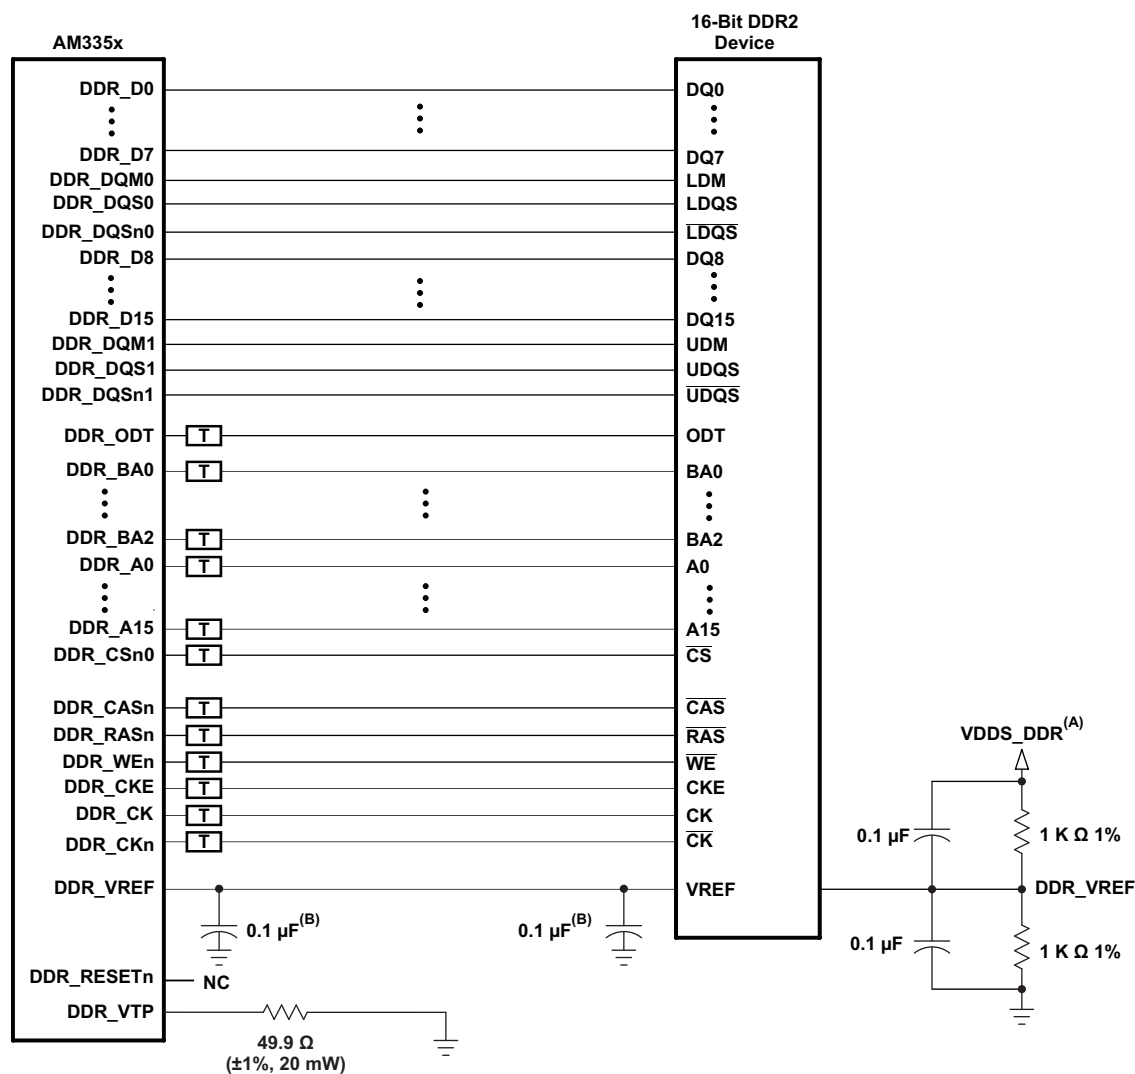 16-Bit DDR2
Device
AM335x
DDR_D0 DQ0
DDR_D7 DQ7
DDR_DQM0 T LDM
DDR_DQS0 LDQS
DDR_DQSn0 LDQS
DDR_D8 DQ8
DDR_D15 DQ15
DDR_DQM1 UDM
DDR_DQS1 UDQS
DDR_DQSn1 UDQS
DDR_ODT T ODT
DDR_BA0 T BA0
DDR_BA2 T BA2
DDR_A0 T A0
DDR_A15 T A15
DDR_CSn0 T CS
DDR_CASn T CAS
DDR_RASn T RAS
VDDS_DDR(A)
DDR_WEn T WE
DDR_CKE T CKE
DDR_CK T CK
0.1 µF 1 K Ω 1%
DDR_CKn T CK
DDR_VREF VREF DDR_VREF
0.1 µF(B) 0.1 µF(B) 0.1 µF 1 K Ω 1%
DDR_RESETn NC
DDR_VTP
49.9 Ω
(±1%, 20 mW)